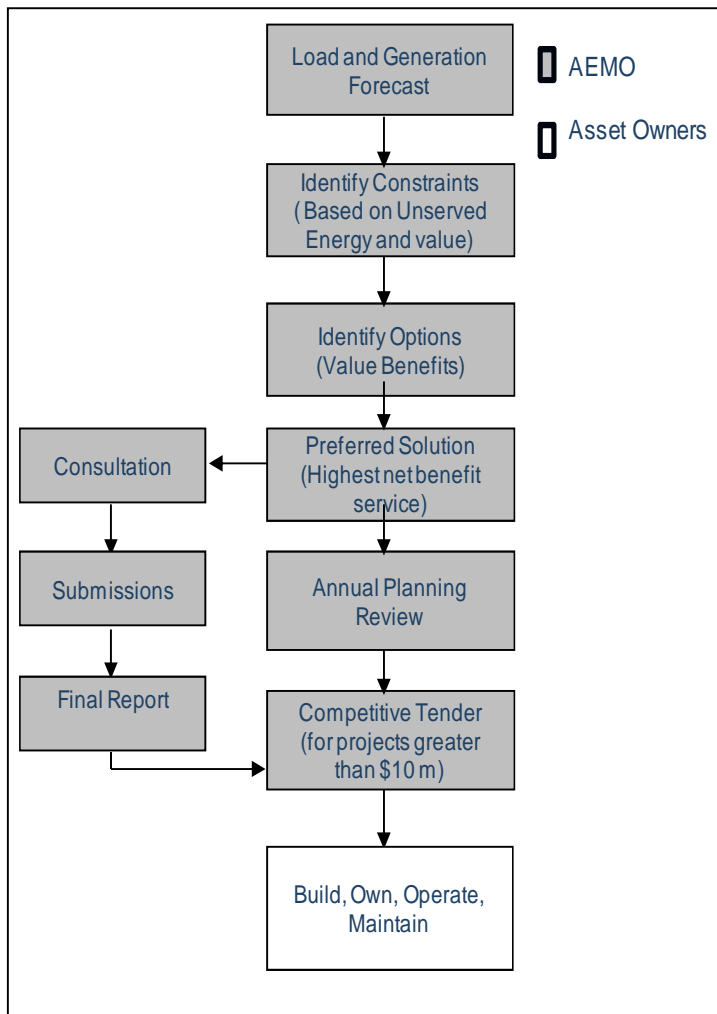 Load and Generation
Forecast
AEMO
Asset Owners
Identify Constraints
( Based on Unserved
Energy and value)
Identify Options
(Value Benefits)
Preferred Solution
(Highest net benefit
service)
Consultation
Submissions
Annual Planning
Review
Final Report
Competitive Tender
(for projects greater
than $10 m)
Build, Own, Operate,
Maintain